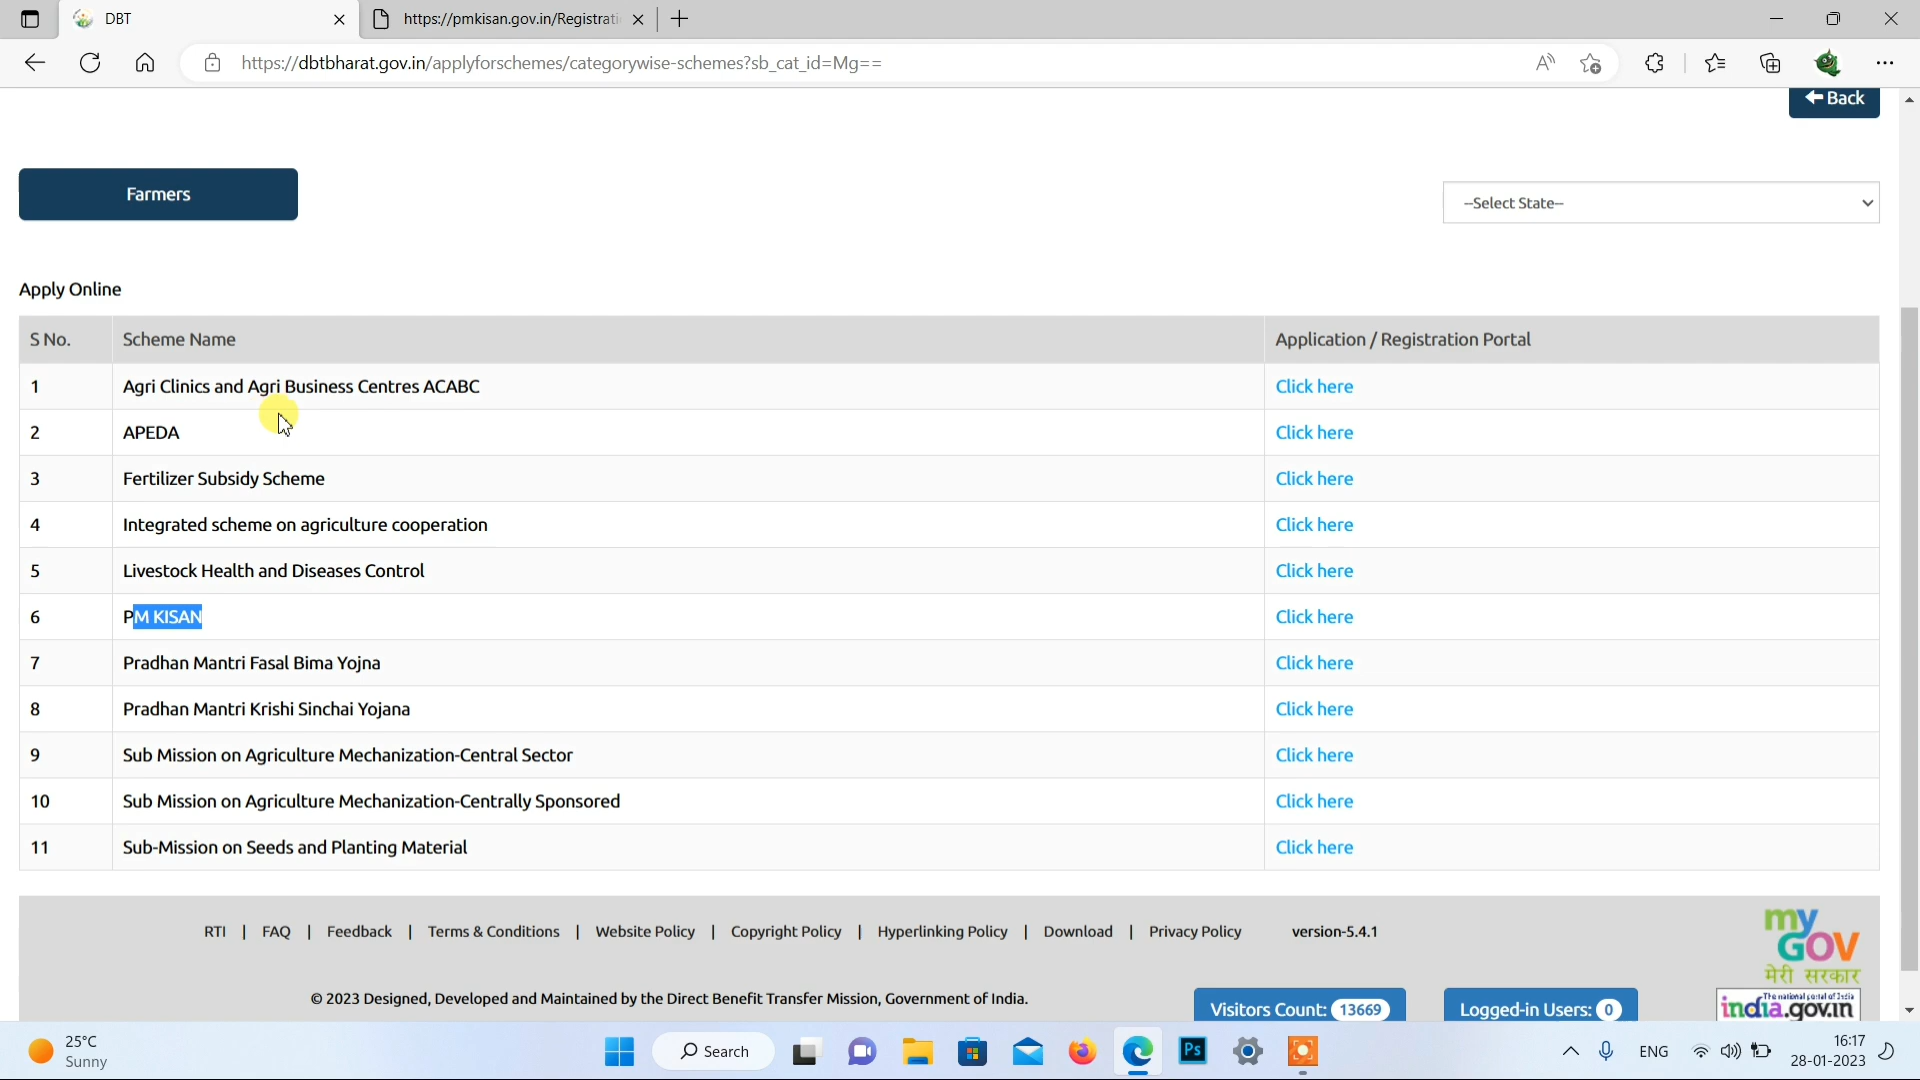 DBT
https://pmkisan.gov.in/Registrati
https://dbtbharat.gov.in/applyforschemes/categorywise-schemes?sb_cat_id=Mg==
Back
Farmers
--Select State--
Apply Online
S No. Scheme Name Application / Registration Portal
1 Agri Clinics and Agri Business Centres ACABC Click here
2 APEDA Click here
3 Fertilizer Subsidy Scheme Click here
4 Integrated scheme on agriculture cooperation Click here
5 Livestock Health and Diseases Control Click here
6 PM KISAN Click here
7 Pradhan Mantri Fasal Bima Yojna Click here
8 Pradhan Mantri Krishi Sinchai Yojana Click here
9 Sub Mission on Agriculture Mechanization-Central Sector Click here
10 Sub Mission on Agriculture Mechanization-Centrally Sponsored Click here
11 Sub-Mission on Seeds and Planting Material Click here
RTI | FAQ | Feedback | Terms & Conditions | Website Policy | Copyright Policy | Hyperlinking Policy | Download | Privacy Policy version-5.4.1
my
GOV
मेरी सरकार
© 2023 Designed, Developed and Maintained by the Direct Benefit Transfer Mission, Government of India.
Visitors Count: 13669
Logged-in Users: 0
The national portal of India
india.gov.in
25°C
Sunny
Search
Ps
ENG
16:17
28-01-2023